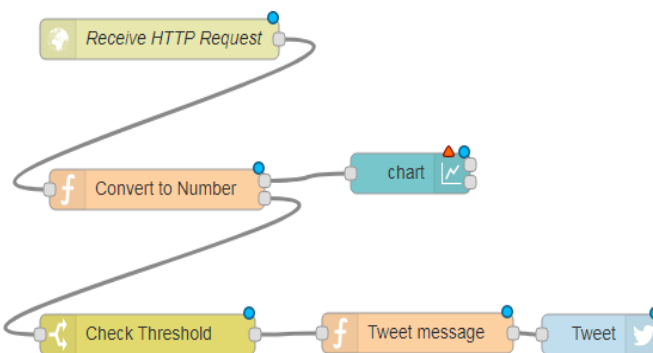 Receive HTTP Request
Convert to Number
chart
Check Threshold
Tweet message
Tweet